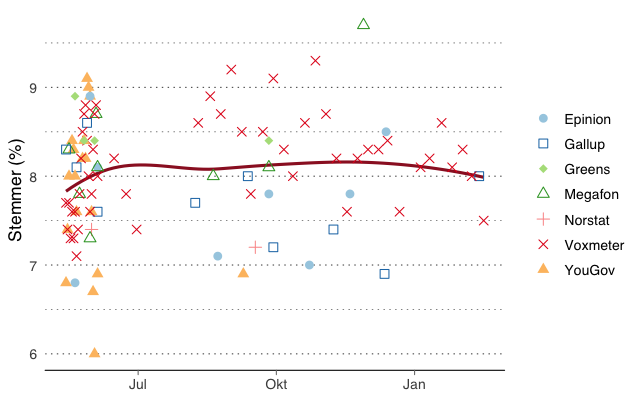 Stemmer (%)
9
8
7
6
Jul
Okt
Jan
Epinion
Gallup
Greens
Megafon
Norstat
Voxmeter
YouGov